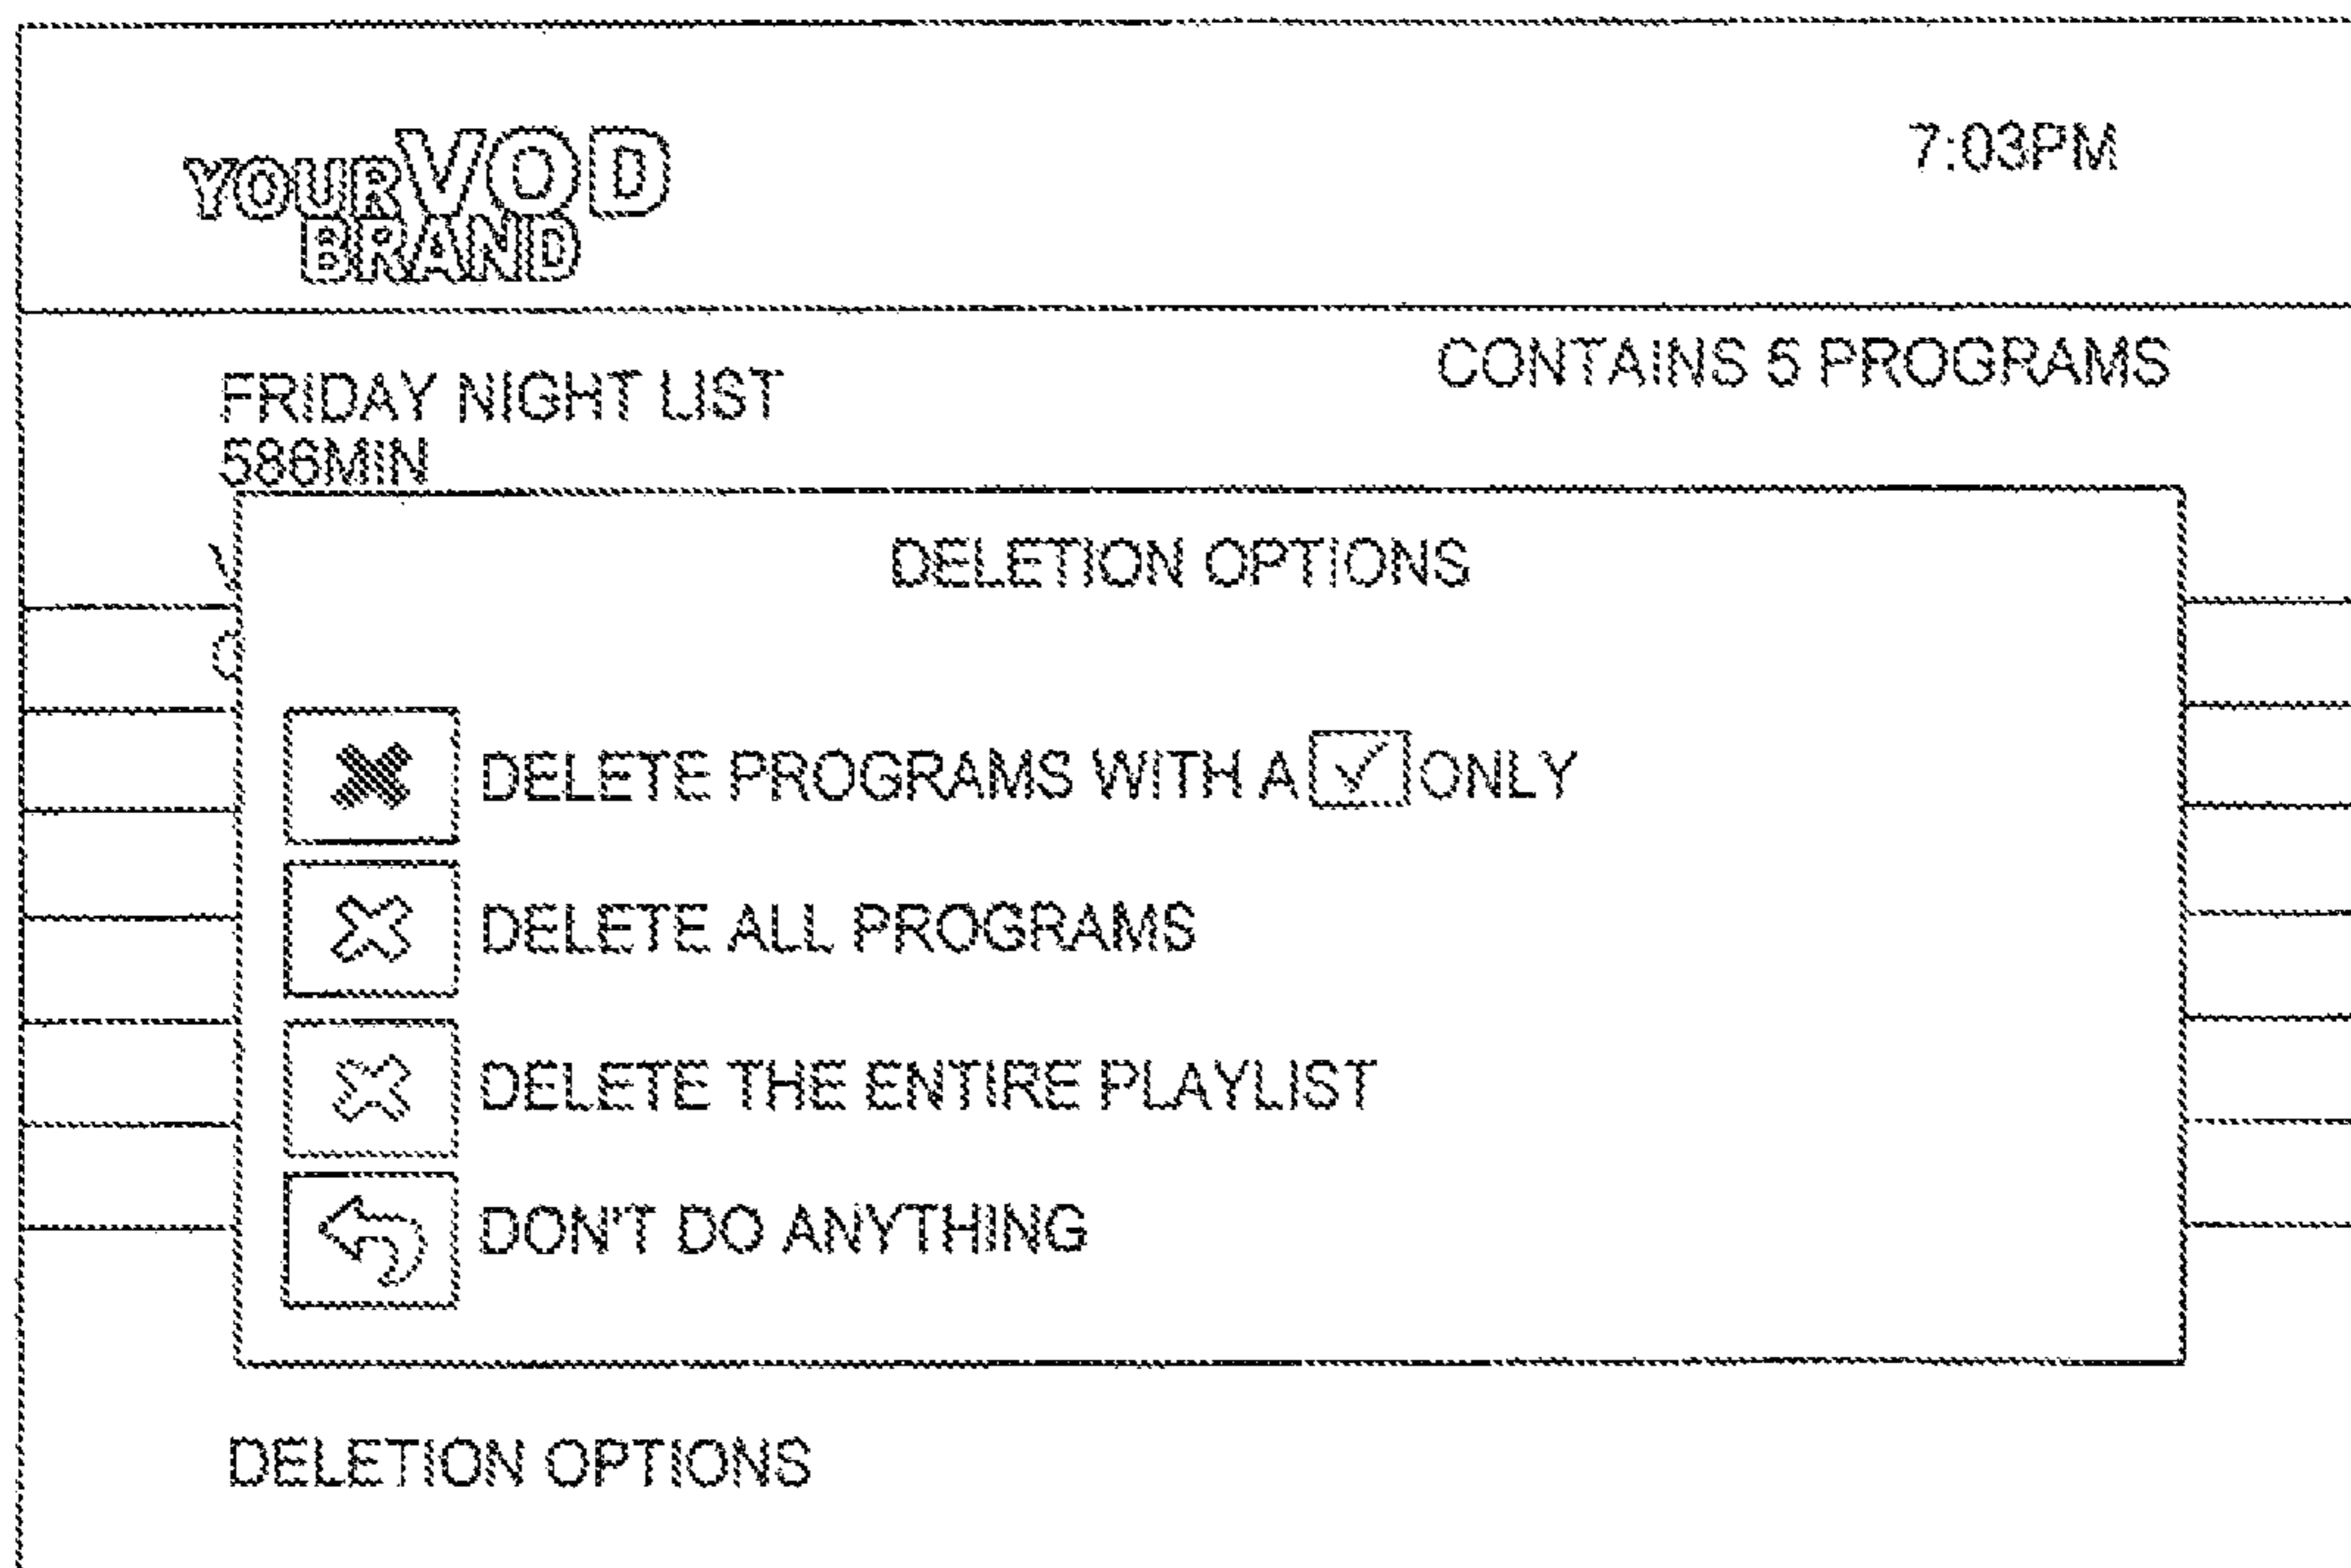 YOUR VOD
BRAND
7:03PM
FRIDAY NIGHT LIST
586MIN
CONTAINS 5 PROGRAMS
DELETION OPTIONS
DELETE PROGRAMS WITH A ✓ ONLY
DELETE ALL PROGRAMS
DELETE THE ENTIRE PLAYLIST
DON'T DO ANYTHING
DELETION OPTIONS